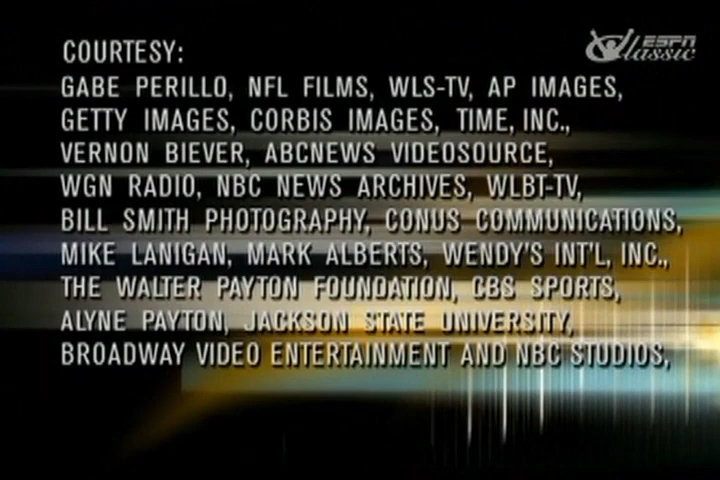 COURTESY:
GABE PERILLO, NFL FILMS, WLS-TV, AP IMAGES,
GETTY IMAGES, CORBIS IMAGES, TIME, INC.,
VERNON BIEVER, ABCNEWS VIDEOSOURCE,
WGN RADIO, NBC NEWS ARCHIVES, WLBT-TV,
BILL SMITH PHOTOGRAPHY, CONUS COMMUNICATIONS,
MIKE LANIGAN, MARK ALBERTS, WENDY'S INT'L, INC.,
THE WALTER PAYTON FOUNDATION, CBS SPORTS,
ALYNE PAYTON, JACKSON STATE UNIVERSITY,
BROADWAY VIDEO ENTERTAINMENT AND NBC STUDIOS,
ESPN
Classic